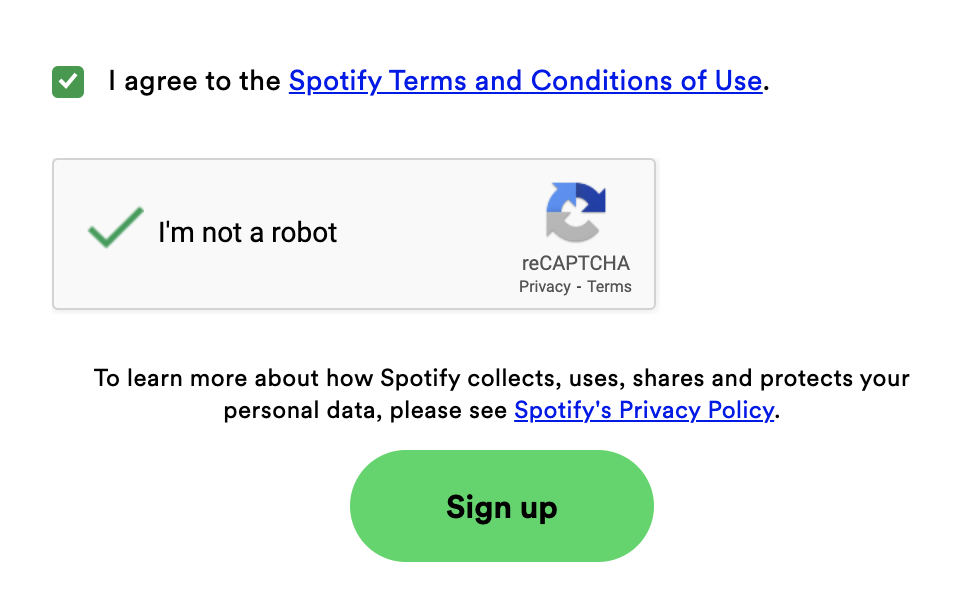 I agree to the Spotify Terms and Conditions of Use.
I'm not a robot
reCAPTCHA
Privacy - Terms
To learn more about how Spotify collects, uses, shares and protects your
personal data, please see Spotify's Privacy Policy.
Sign up